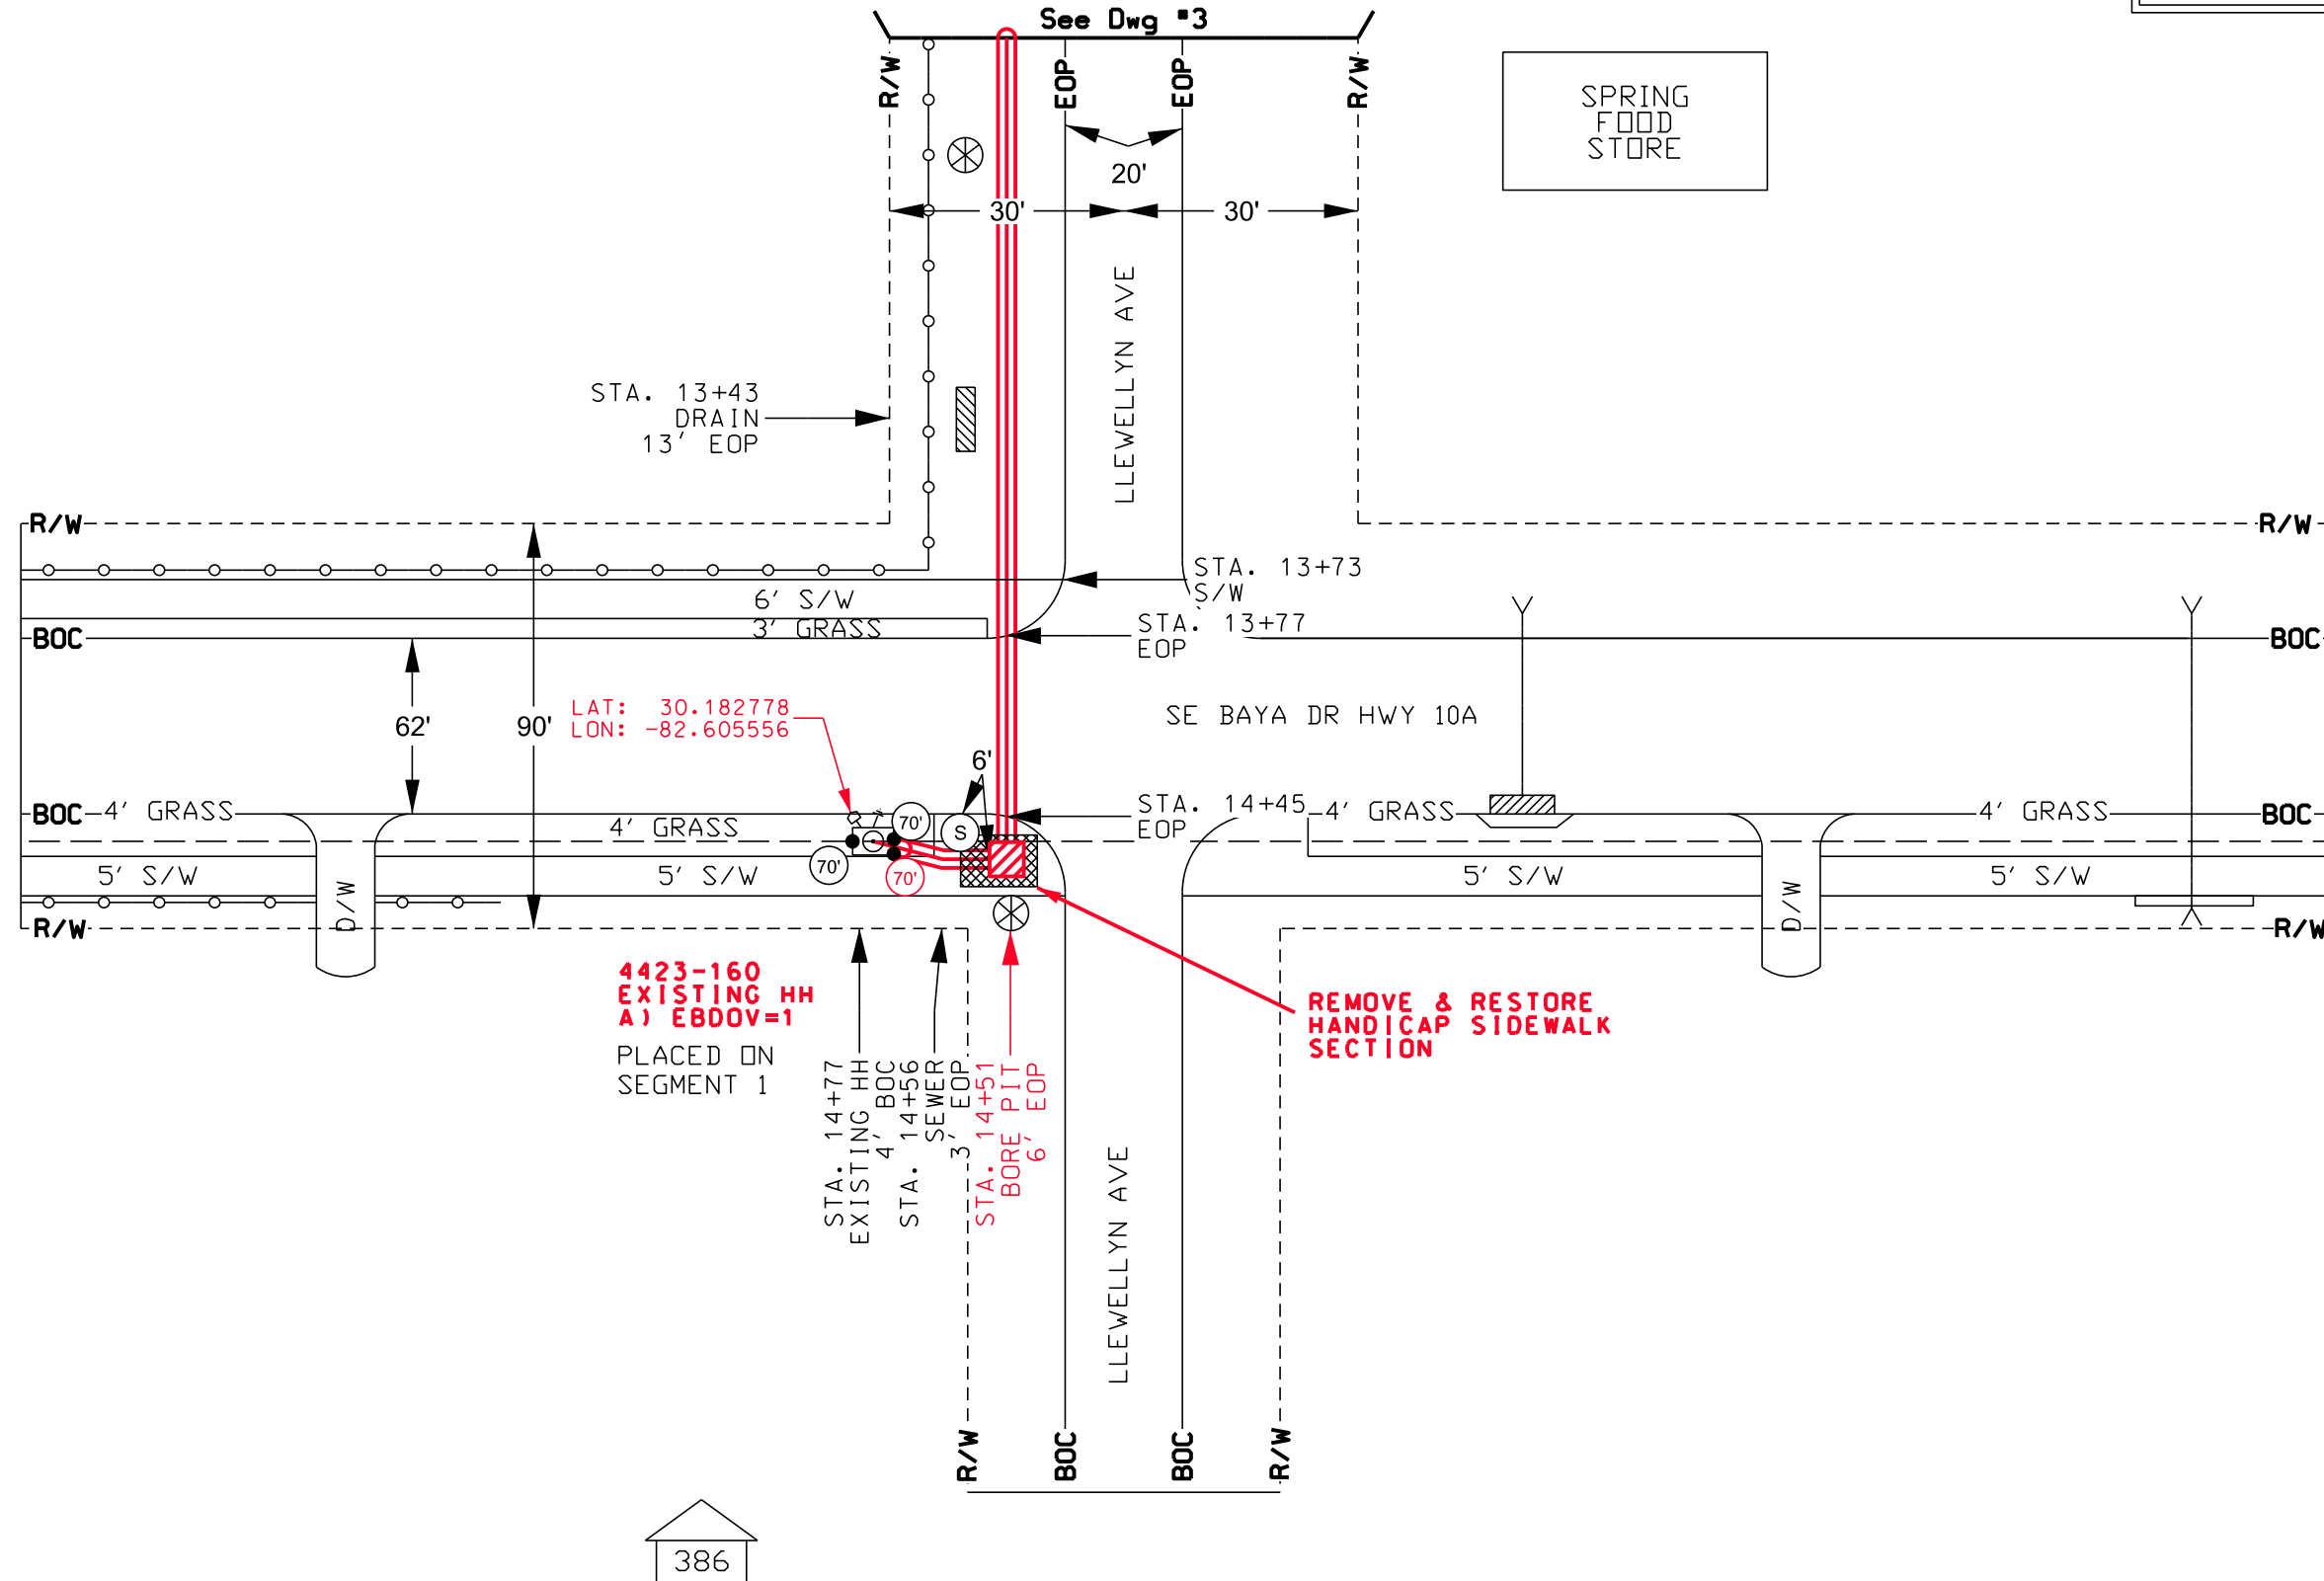 See Dwg "3
R/W
EOP
EOP
R/W
SPRING
FOOD
STORE
20'
30'
30'
LLEWELLYN AVE
STA. 13+43
DRAIN
13' EOP
R/W
R/W
STA. 13+73
S/W
6' S/W
3' GRASS
STA. 13+77
EOP
BOC
BOC
LAT: 30.182778
LON: -82.605556
62'
90'
SE BAYA DR HWY 10A
6'
BOC
4' GRASS
4' GRASS
70'
S
STA. 14+45
EOP
4' GRASS
4' GRASS
BOC
5' S/W
D/W
5' S/W
70'
70'
5' S/W
D/W
5' S/W
R/W
R/W
4423-160
EXISTING HH
A) EBDOV=1
PLACED ON
SEGMENT 1
REMOVE & RESTORE
HANDICAP SIDEWALK
SECTION
STA. 14+77
EXISTING HH
4' BOC
STA. 14+56
SEWER
3' EOP
STA. 14+51
BORE PIT
6' EOP
LLEWELLYN AVE
R/W
BOC
BOC
R/W
386